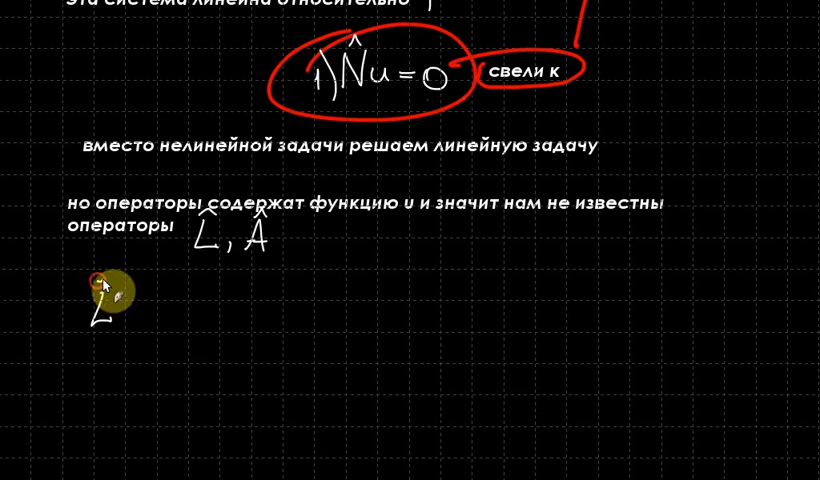 Эта система линейна относительно
1) N̂u=0 свели к
вместо нелинейной задачи решаем линейную задачу
но операторы содержат функцию u и значит нам не известны
операторы L̂, Â
L